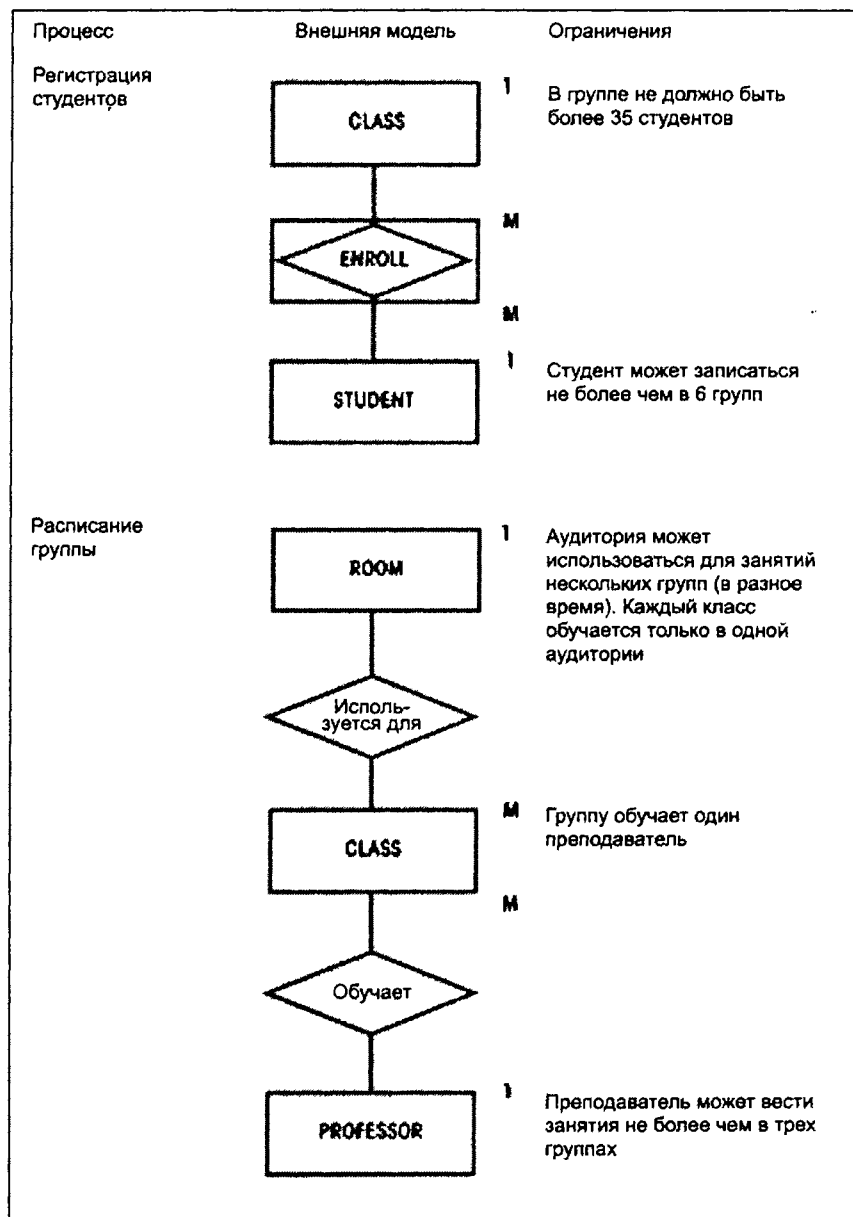 Процесс Внешняя модель Ограничения
Регистрация
студентов
1
CLASS
В группе не должно быть
более 35 студентов
M
ENROLL
M
1
STUDENT
Студент может записаться
не более чем в 6 групп
Расписание
группы
1
ROOM
Аудитория может
использоваться для занятий
нескольких групп (в разное
время). Каждый класс
обучается только в одной
аудитории
Исполь-
зуется для
M
CLASS
Группу обучает один
преподаватель
M
Обучает
1
PROFESSOR
Преподаватель может вести
занятия не более чем в трех
группах